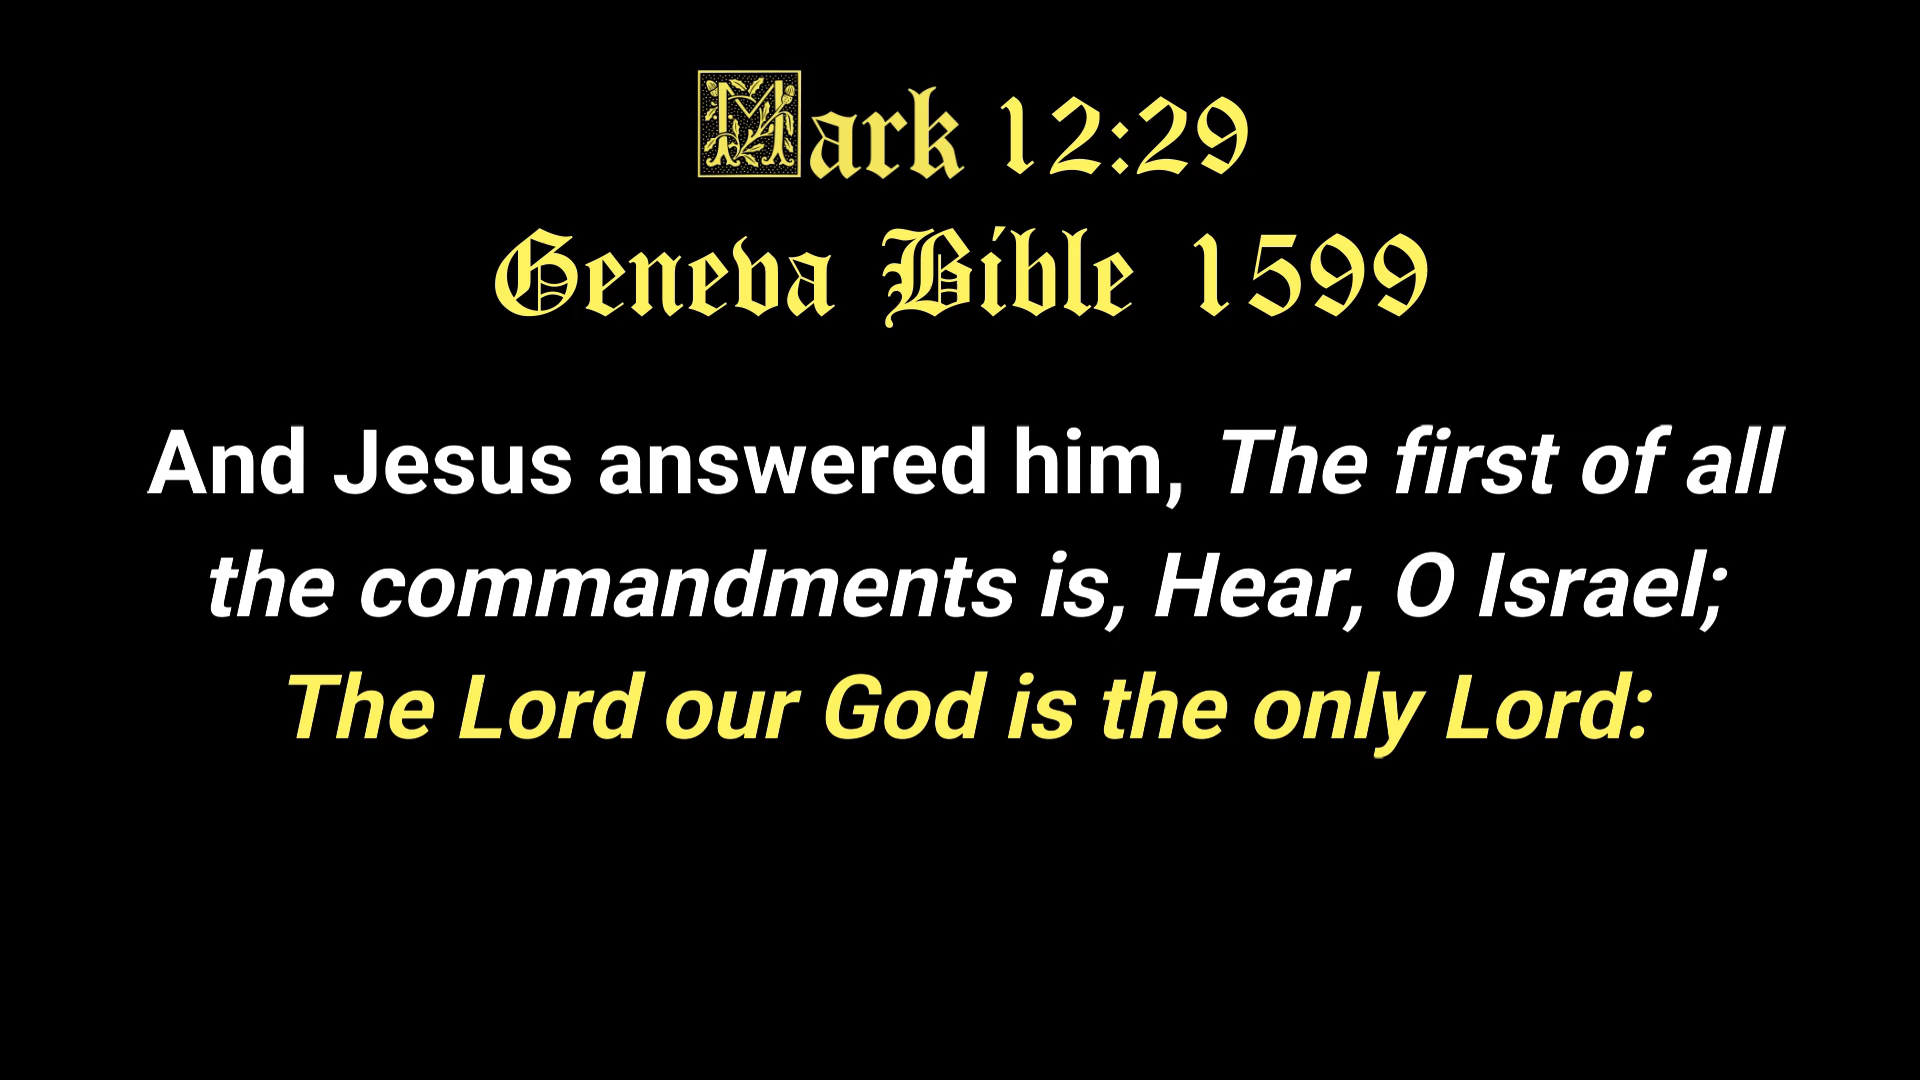 Mark 12:29
Geneva Bible 1599
And Jesus answered him, The first of all
the commandments is, Hear, O Israel;
The Lord our God is the only Lord: